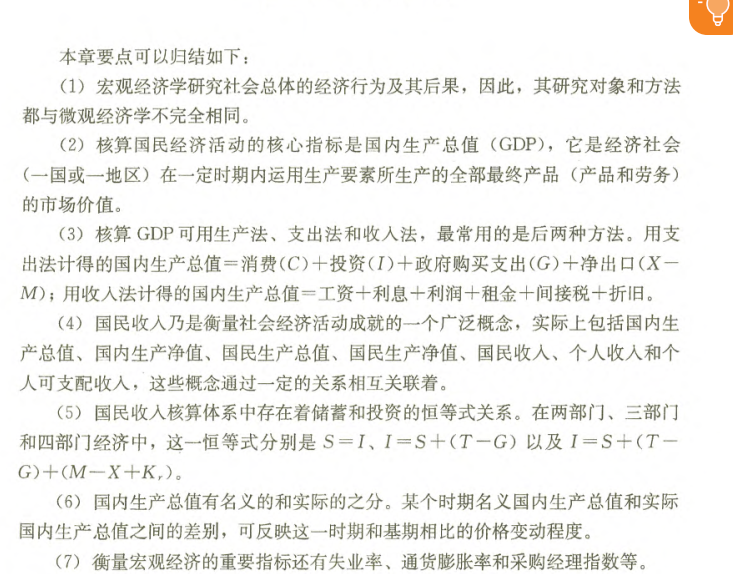 本章要点可以归结如下：
（1）宏观经济学研究社会总体的经济行为及其后果，因此，其研究对象和方法
都与微观经济学不完全相同。
（2）核算国民经济活动的核心指标是国内生产总值（GDP），它是经济社会
（一国或一地区）在一定时期内运用生产要素所生产的全部最终产品（产品和劳务）
的市场价值。
（3）核算 GDP 可用生产法、支出法和收入法，最常用的是后两种方法。用支
出法计得的国内生产总值＝消费(C)＋投资(I)＋政府购买支出(G)＋净出口(X－
M)；用收入法计得的国内生产总值＝工资＋利息＋利润＋租金＋间接税＋折旧。
（4）国民收入乃是衡量社会经济活动成就的一个广泛概念，实际上包括国内生
产总值、国内生产净值、国民生产总值、国民生产净值、国民收入、个人收入和个
人可支配收入，这些概念通过一定的关系相互关联着。
（5）国民收入核算体系中存在着储蓄和投资的恒等式关系。在两部门、三部门
和四部门经济中，这一恒等式分别是 S＝I、I＝S＋(T－G) 以及 I＝S＋(T－
G)＋(M－X＋Kr)。
（6）国内生产总值有名义的和实际的之分。某个时期名义国内生产总值和实际
国内生产总值之间的差别，可反映这一时期和基期相比的价格变动程度。
（7）衡量宏观经济的重要指标还有失业率、通货膨胀率和采购经理指数等。